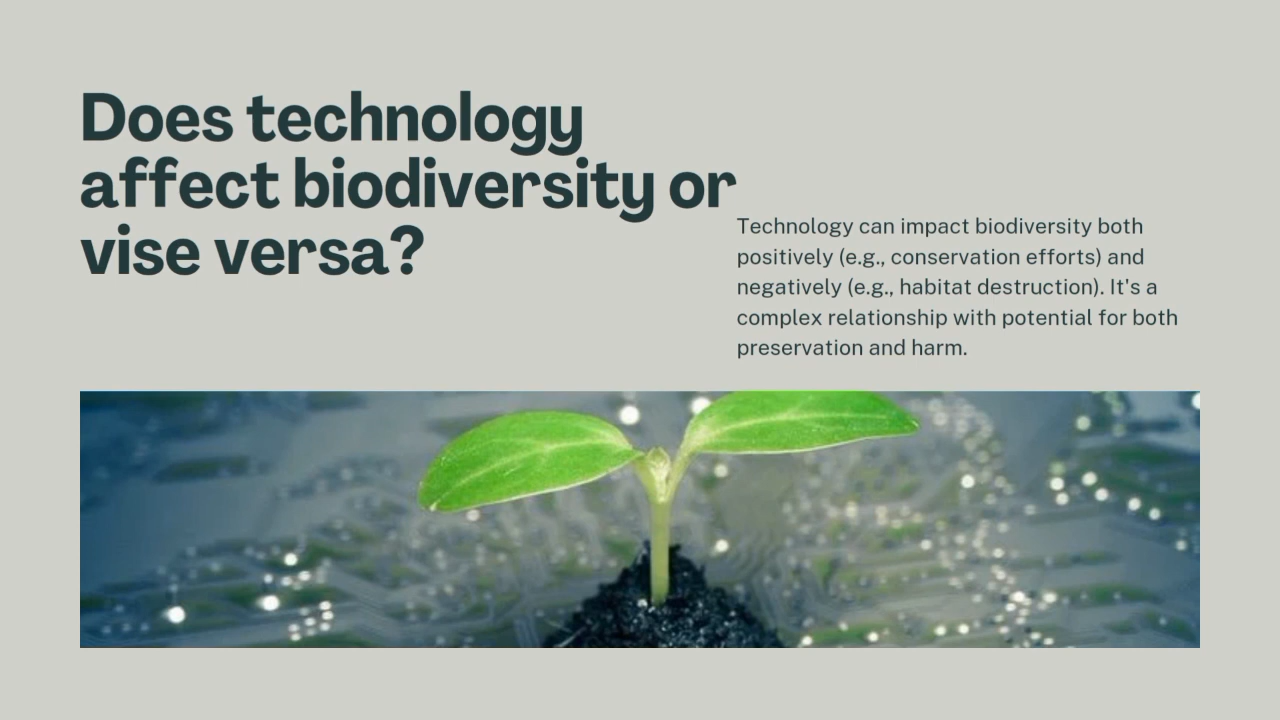 Does technology
affect biodiversity or
vise versa?
Technology can impact biodiversity both
positively (e.g., conservation efforts) and
negatively (e.g., habitat destruction). It's a
complex relationship with potential for both
preservation and harm.